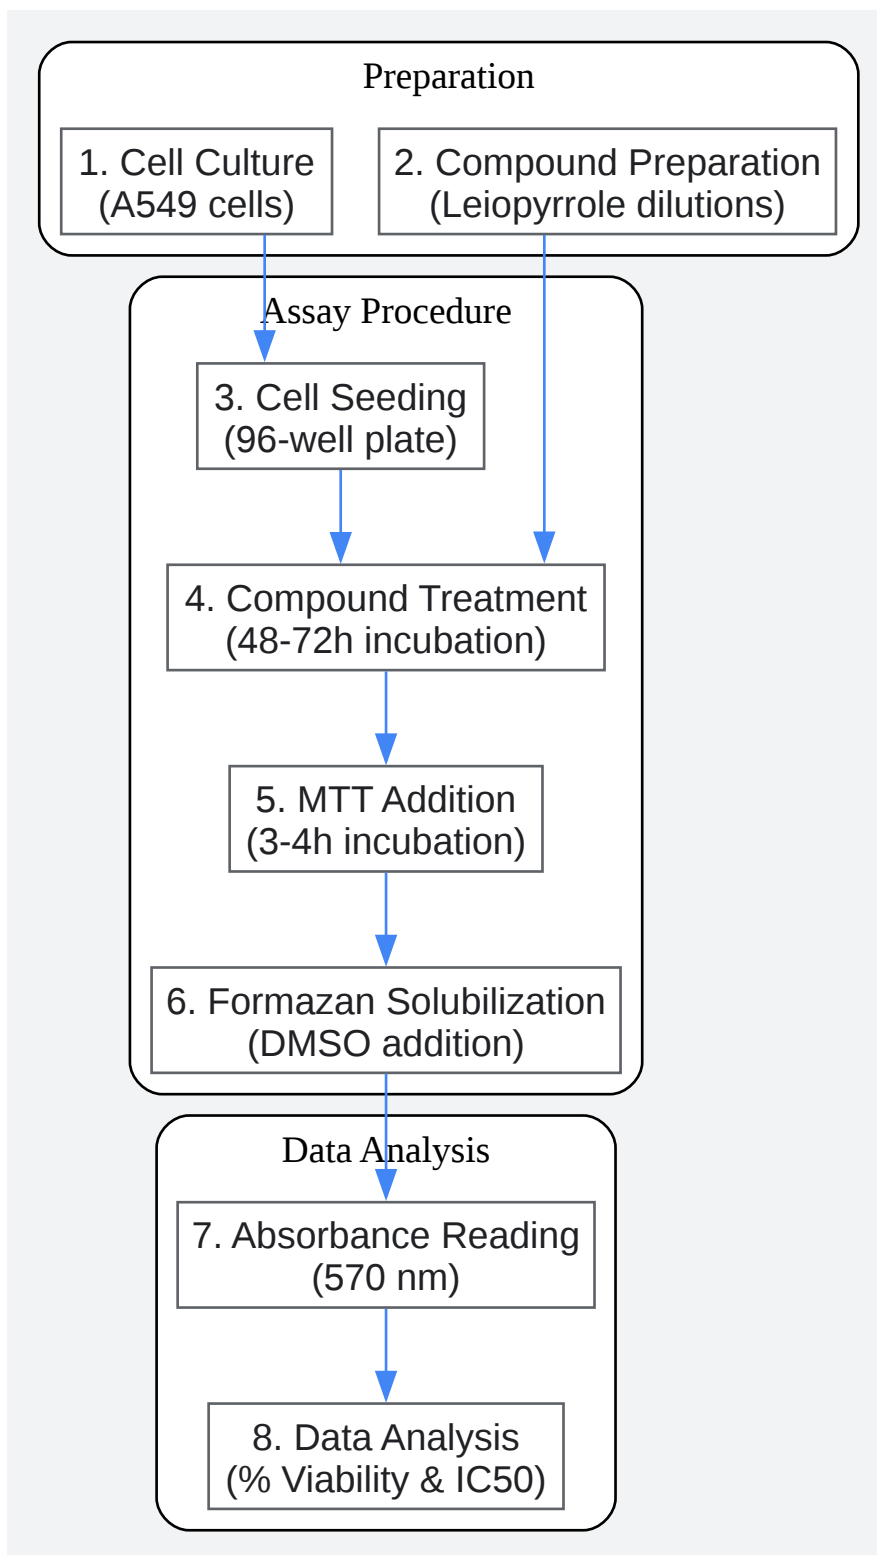 Preparation
1. Cell Culture
(A549 cells)
2. Compound Preparation
(Leiopyrrole dilutions)
Assay Procedure
3. Cell Seeding
(96-well plate)
4. Compound Treatment
(48-72h incubation)
5. MTT Addition
(3-4h incubation)
6. Formazan Solubilization
(DMSO addition)
Data Analysis
7. Absorbance Reading
(570 nm)
8. Data Analysis
(% Viability & IC50)